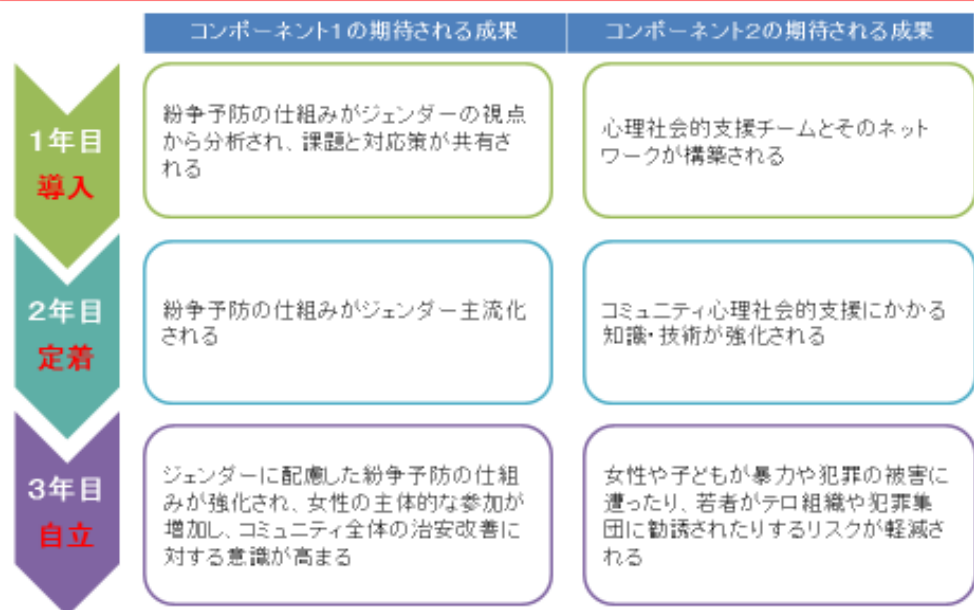 コンポーネント1の期待される成果
コンポーネント2の期待される成果
1年目
導入
紛争予防の仕組みがジェンダーの視点
から分析され、課題と対応策が共有さ
れる
心理社会的支援チームとそのネット
ワークが構築される
2年目
定着
紛争予防の仕組みがジェンダー主流化
される
コミュニティ心理社会的支援にかかる
知識・技術が強化される
3年目
自立
ジェンダーに配慮した紛争予防の仕組
みが強化され、女性の主体的な参加が
増加し、コミュニティ全体の治安改善に
対する意識が高まる
女性や子どもが暴力や犯罪の被害に
遭ったり、若者がテロ組織や犯罪集
団に勧誘されたりするリスクが軽減さ
れる